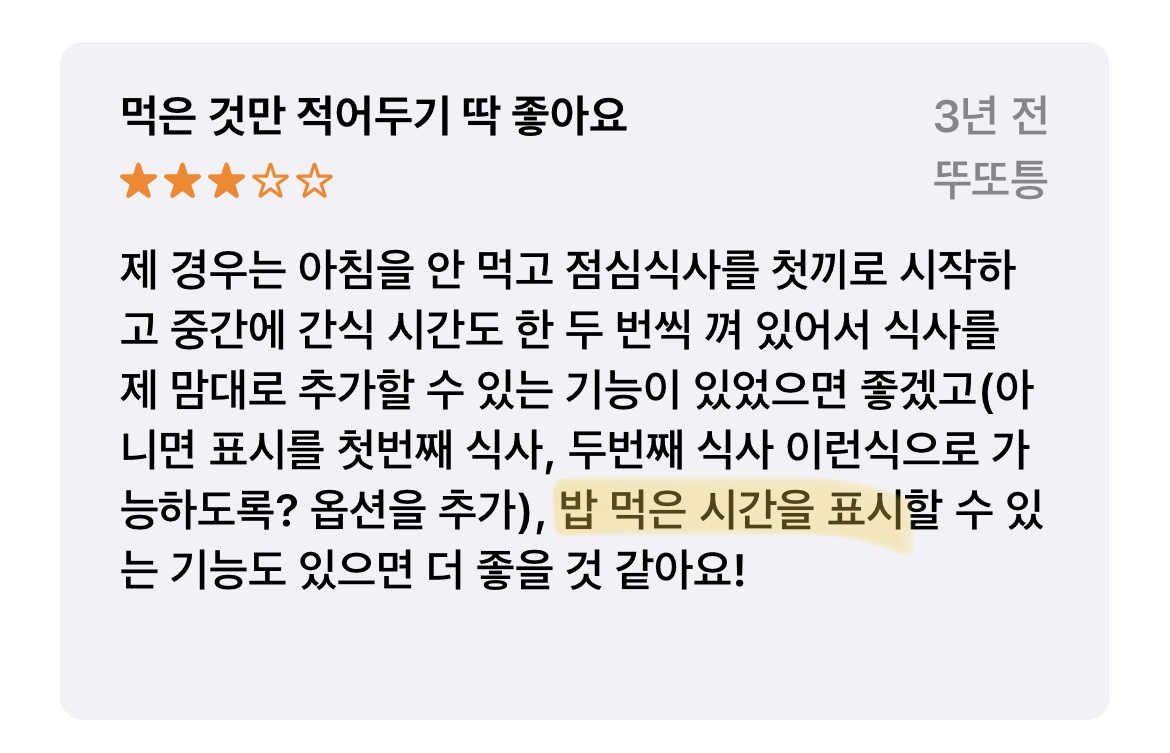 먹은 것만 적어두기 딱 좋아요
3년 전
뚜또틍
제 경우는 아침을 안 먹고 점심식사를 첫끼로 시작하
고 중간에 간식 시간도 한 두 번씩 껴 있어서 식사를
제 맘대로 추가할 수 있는 기능이 있었으면 좋겠고(아
니면 표시를 첫번째 식사, 두번째 식사 이런식으로 가
능하도록? 옵션을 추가), 밥 먹은 시간을 표시할 수 있
는 기능도 있으면 더 좋을 것 같아요!